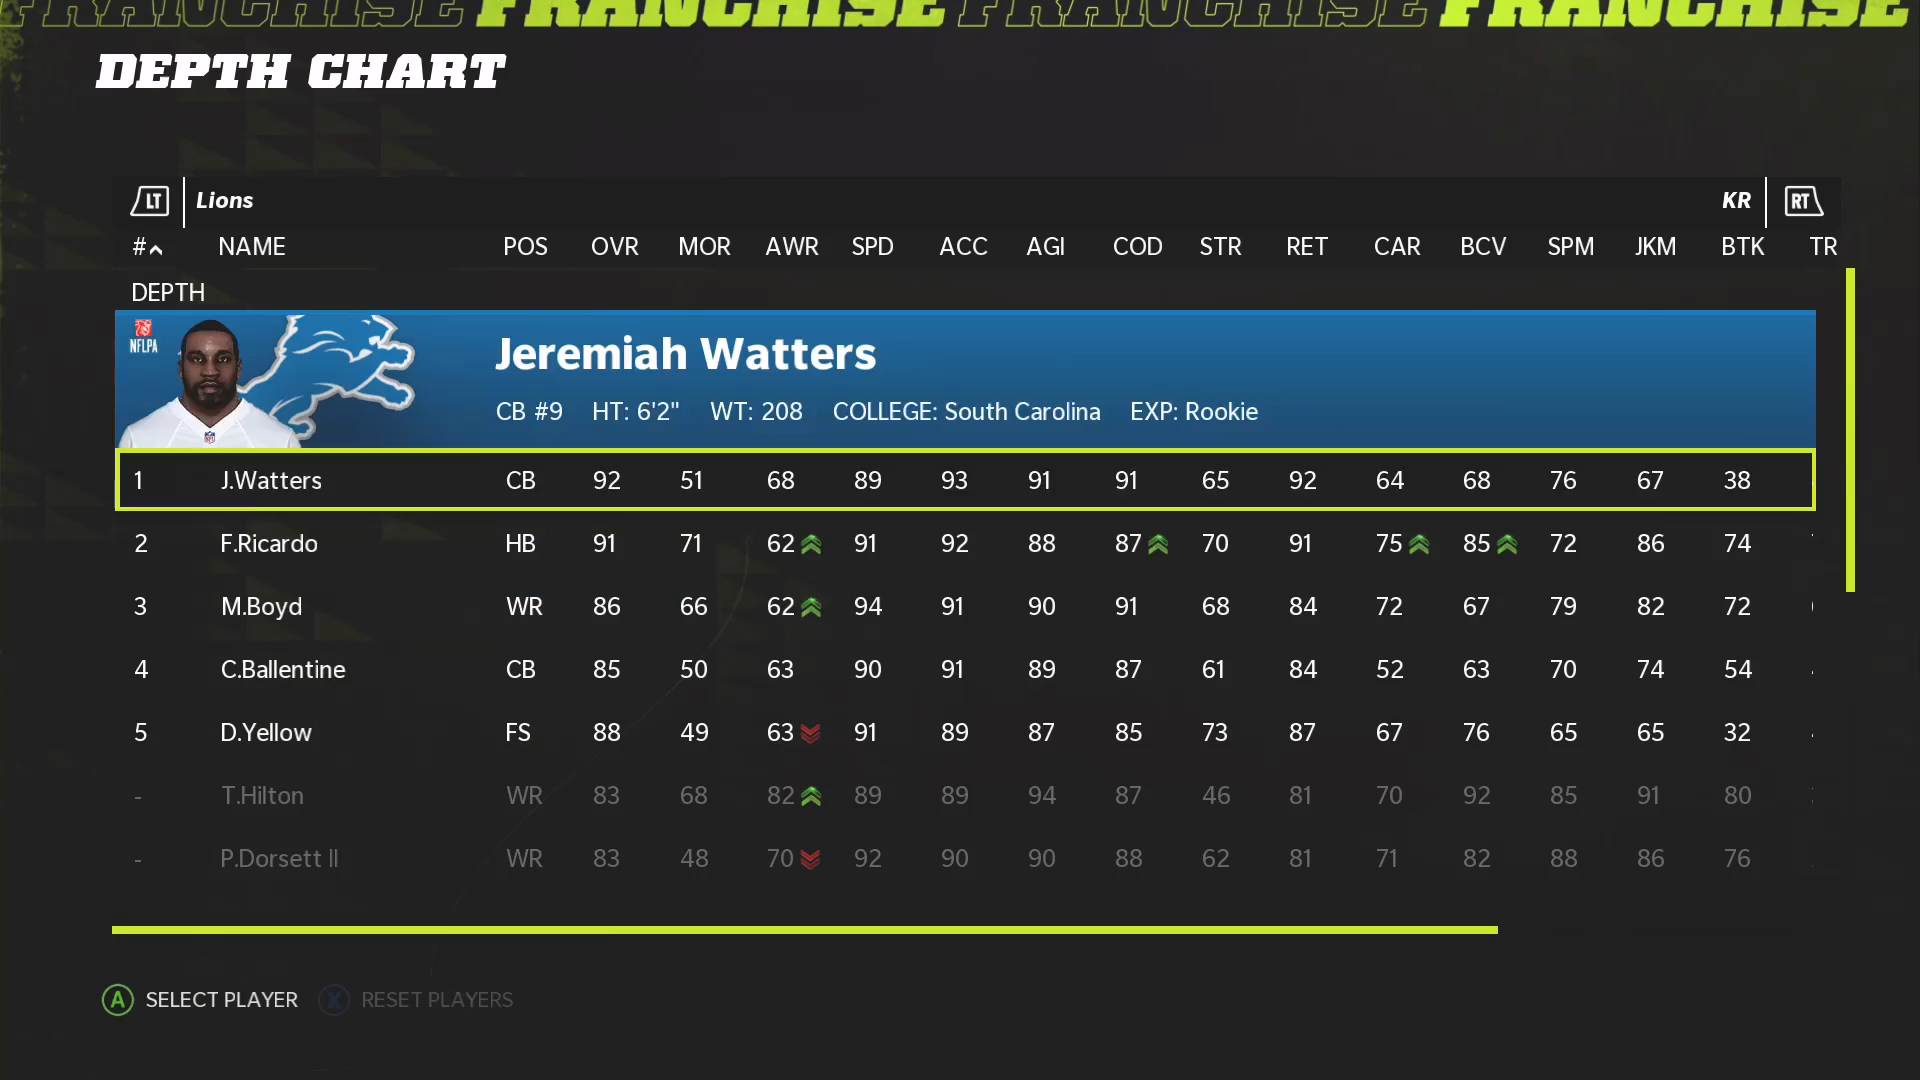 FRANCHISE FRANCHISE FRANCHISE FRANCHISE
DEPTH CHART
LT Lions KR RT
# NAME POS OVR MOR AWR SPD ACC AGI COD STR RET CAR BCV SPM JKM BTK TR
DEPTH
NFLPA
Jeremiah Watters
CB #9 HT: 6'2" WT: 208 COLLEGE: South Carolina EXP: Rookie
1 J.Watters CB 92 51 68 89 93 91 91 65 92 64 68 76 67 38
2 F.Ricardo HB 91 71 62 91 92 88 87 70 91 75 85 72 86 74
3 M.Boyd WR 86 66 62 94 91 90 91 68 84 72 67 79 82 72
4 C.Ballentine CB 85 50 63 90 91 89 87 61 84 52 63 70 74 54
5 D.Yellow FS 88 49 63 91 89 87 85 73 87 67 76 65 65 32
- T.Hilton WR 83 68 82 89 89 94 87 46 81 70 92 85 91 80
- P.Dorsett II WR 83 48 70 92 90 90 88 62 81 71 82 88 86 76
A SELECT PLAYER X RESET PLAYERS